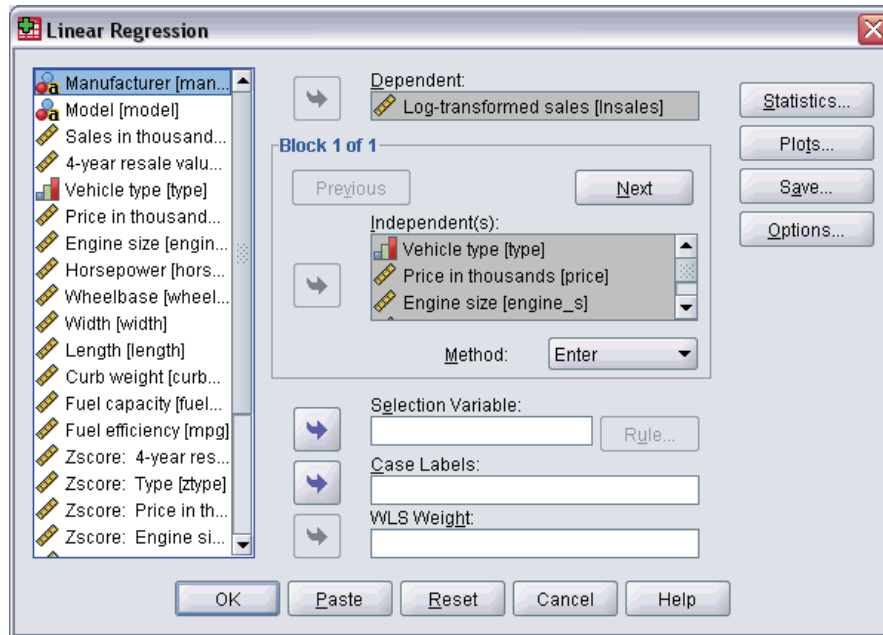 Linear Regression
Manufacturer [man...
Model [model]
Sales in thousand...
4-year resale valu...
Vehicle type [type]
Price in thousand...
Engine size [engin...
Horsepower [hors...
Wheelbase [wheel...
Width [width]
Length [length]
Curb weight [curb...
Fuel capacity [fuel...
Fuel efficiency [mpg]
Zscore: 4-year res...
Zscore: Type [ztype]
Zscore: Price in th...
Zscore: Engine si...
Dependent:
Log-transformed sales [lnsales]
Block 1 of 1
Previous
Next
Independent(s):
Vehicle type [type]
Price in thousands [price]
Engine size [engine_s]
Method:
Enter
Selection Variable:
Rule...
Case Labels:
WLS Weight:
Statistics...
Plots...
Save...
Options...
OK
Paste
Reset
Cancel
Help